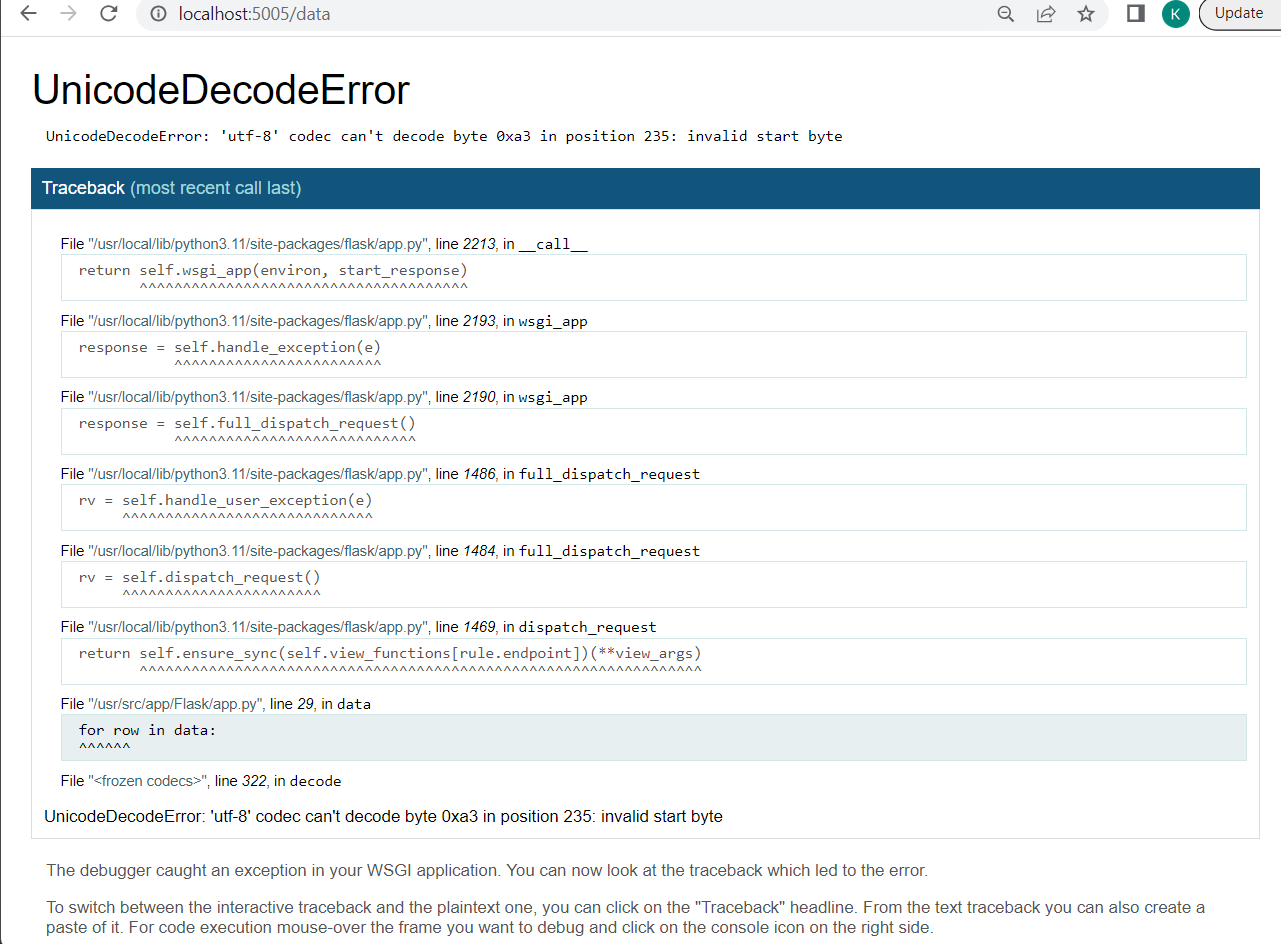 localhost:5005/data
K
Update
UnicodeDecodeError
UnicodeDecodeError: 'utf-8' codec can't decode byte 0xa3 in position 235: invalid start byte
Traceback (most recent call last)
File "/usr/local/lib/python3.11/site-packages/flask/app.py", line 2213, in __call__
return self.wsgi_app(environ, start_response)
^^^^^^^^^^^^^^^^^^^^^^^^^^^^^^^^^^^^^^
File "/usr/local/lib/python3.11/site-packages/flask/app.py", line 2193, in wsgi_app
response = self.handle_exception(e)
^^^^^^^^^^^^^^^^^^^^^^^^
File "/usr/local/lib/python3.11/site-packages/flask/app.py", line 2190, in wsgi_app
response = self.full_dispatch_request()
^^^^^^^^^^^^^^^^^^^^^^^^^^^^
File "/usr/local/lib/python3.11/site-packages/flask/app.py", line 1486, in full_dispatch_request
rv = self.handle_user_exception(e)
^^^^^^^^^^^^^^^^^^^^^^^^^^^^^
File "/usr/local/lib/python3.11/site-packages/flask/app.py", line 1484, in full_dispatch_request
rv = self.dispatch_request()
^^^^^^^^^^^^^^^^^^^^^^^
File "/usr/local/lib/python3.11/site-packages/flask/app.py", line 1469, in dispatch_request
return self.ensure_sync(self.view_functions[rule.endpoint])(**view_args)
^^^^^^^^^^^^^^^^^^^^^^^^^^^^^^^^^^^^^^^^^^^^^^^^^^^^^^^^^^^^^^^^^
File "/usr/src/app/Flask/app.py", line 29, in data
for row in data:
^^^^^^
File "<frozen codecs>", line 322, in decode
UnicodeDecodeError: 'utf-8' codec can't decode byte 0xa3 in position 235: invalid start byte
The debugger caught an exception in your WSGI application. You can now look at the traceback which led to the error.
To switch between the interactive traceback and the plaintext one, you can click on the "Traceback" headline. From the text traceback you can also create a
paste of it. For code execution mouse-over the frame you want to debug and click on the console icon on the right side.